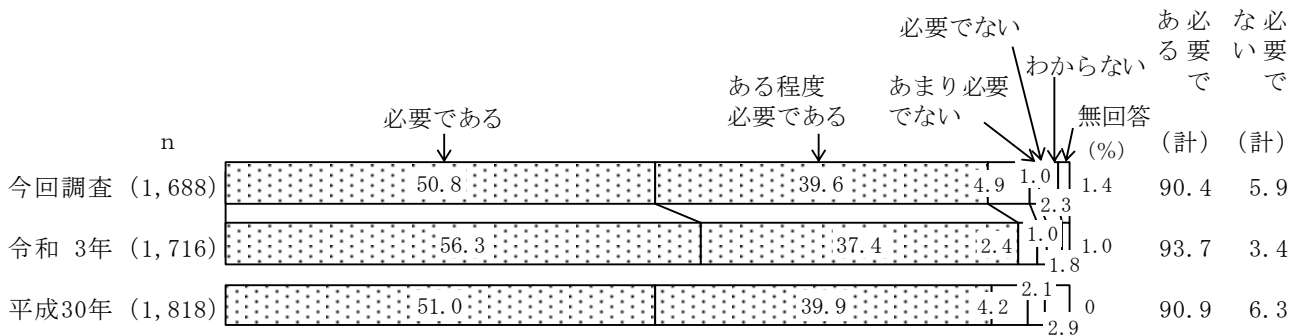 必要でない
わからない
あまり必要
でない
ある程度
必要である
必要である
無回答
必要で
ある
(計)
必要で
ない
(計)
n
(%)
今回調査 (1,688) 50.8 39.6 4.9 1.0 2.3 1.4 90.4 5.9
令和 3年 (1,716) 56.3 37.4 2.4 1.0 1.8 1.0 93.7 3.4
平成30年 (1,818) 51.0 39.9 4.2 2.1 2.9 0 90.9 6.3